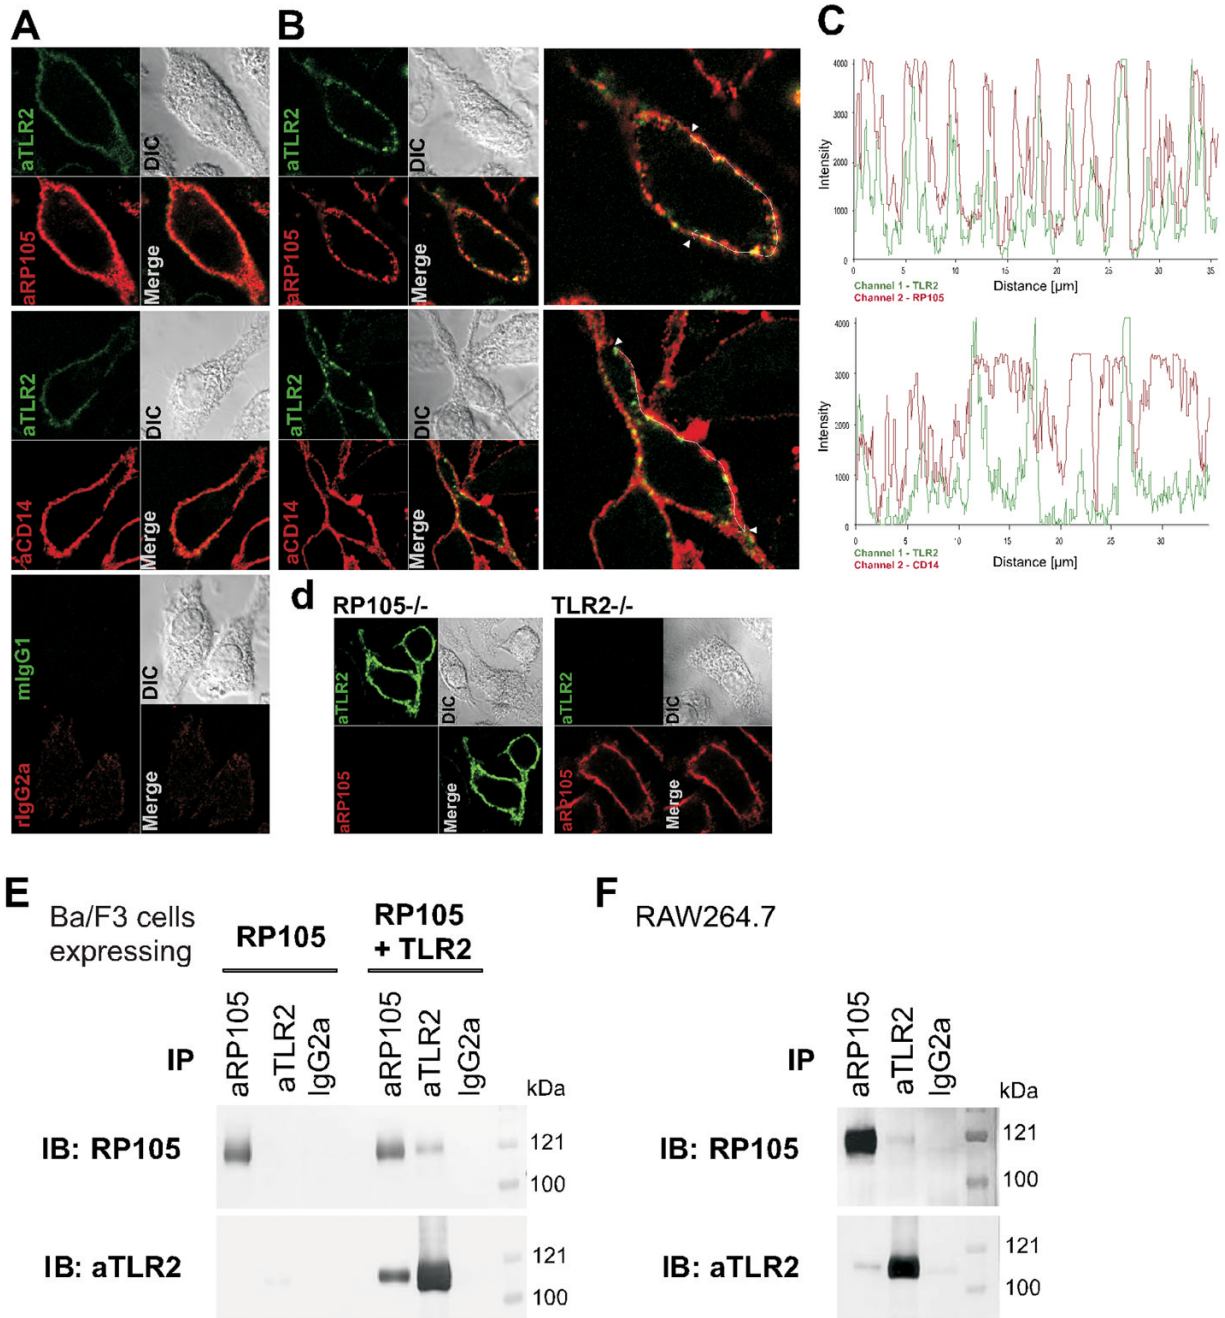 A
B
C
aTLR2
DIC
aRP105
Merge
aTLR2
DIC
aCD14
Merge
mIgG1
DIC
rIgG2a
Merge
aTLR2
DIC
aRP105
Merge
aTLR2
DIC
aCD14
Merge
Intensity
4000
3000
2000
1000
0
0 5 10 15 20 25 30 35
Distance [µm]
Channel 1 - TLR2
Channel 2 - RP105
Intensity
4000
3000
2000
1000
0
0 5 10 15 20 25 30
Distance [µm]
Channel 1 - TLR2
Channel 2 - CD14
d
RP105-/-
TLR2-/-
aTLR2
DIC
aRP105
Merge
aTLR2
DIC
aRP105
Merge
E
Ba/F3 cells
expressing
RP105
RP105
+ TLR2
IP
aRP105
aTLR2
IgG2a
aRP105
aTLR2
IgG2a
kDa
IB: RP105
121
100
IB: aTLR2
121
100
F
RAW264.7
IP
aRP105
aTLR2
IgG2a
kDa
IB: RP105
121
100
IB: aTLR2
121
100